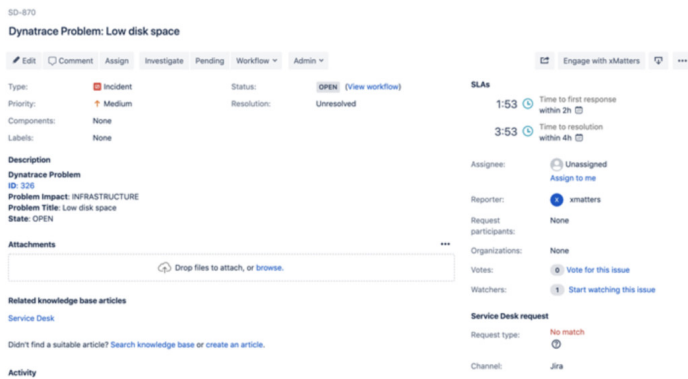 SD-870
Dynatrace Problem: Low disk space
Edit Comment Assign Investigate Pending Workflow Admin Engage with xMatters
Type: Incident
Priority: Medium
Components: None
Labels: None
Status: OPEN (View workflow)
Resolution: Unresolved
Description
Dynatrace Problem
ID: 326
Problem Impact: INFRASTRUCTURE
Problem Title: Low disk space
State: OPEN
Attachments
Drop files to attach, or browse.
Related knowledge base articles
Service Desk
Didn't find a suitable article? Search knowledge base or create an article.
Activity
SLAs
1:53 Time to first response
within 2h
3:53 Time to resolution
within 4h
Assignee: Unassigned
Assign to me
Reporter: x xmatters
Request participants: None
Organizations: None
Votes: 0 Vote for this issue
Watchers: 1 Start watching this issue
Service Desk request
Request type: No match
Channel: Jira